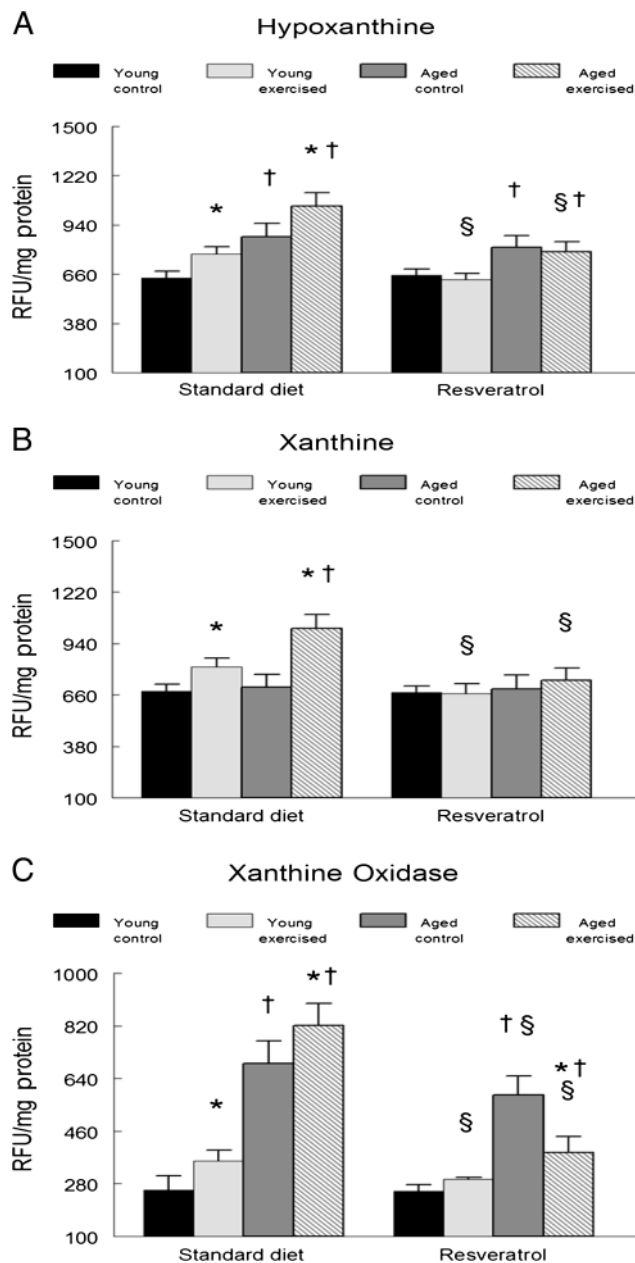 A
Hypoxanthine
Young control
Young exercised
Aged control
Aged exercised
RFU/mg protein
1500
* †
1220
†
†
§ †
*
§
940
660
380
100
Standard diet
Resveratrol
B
Xanthine
Young control
Young exercised
Aged control
Aged exercised
RFU/mg protein
1500
* †
1220
*
§
§
940
660
380
100
Standard diet
Resveratrol
C
Xanthine Oxidase
Young control
Young exercised
Aged control
Aged exercised
RFU/mg protein
1000
* †
†
820
† §
* †
§
640
*
§
460
280
100
Standard diet
Resveratrol